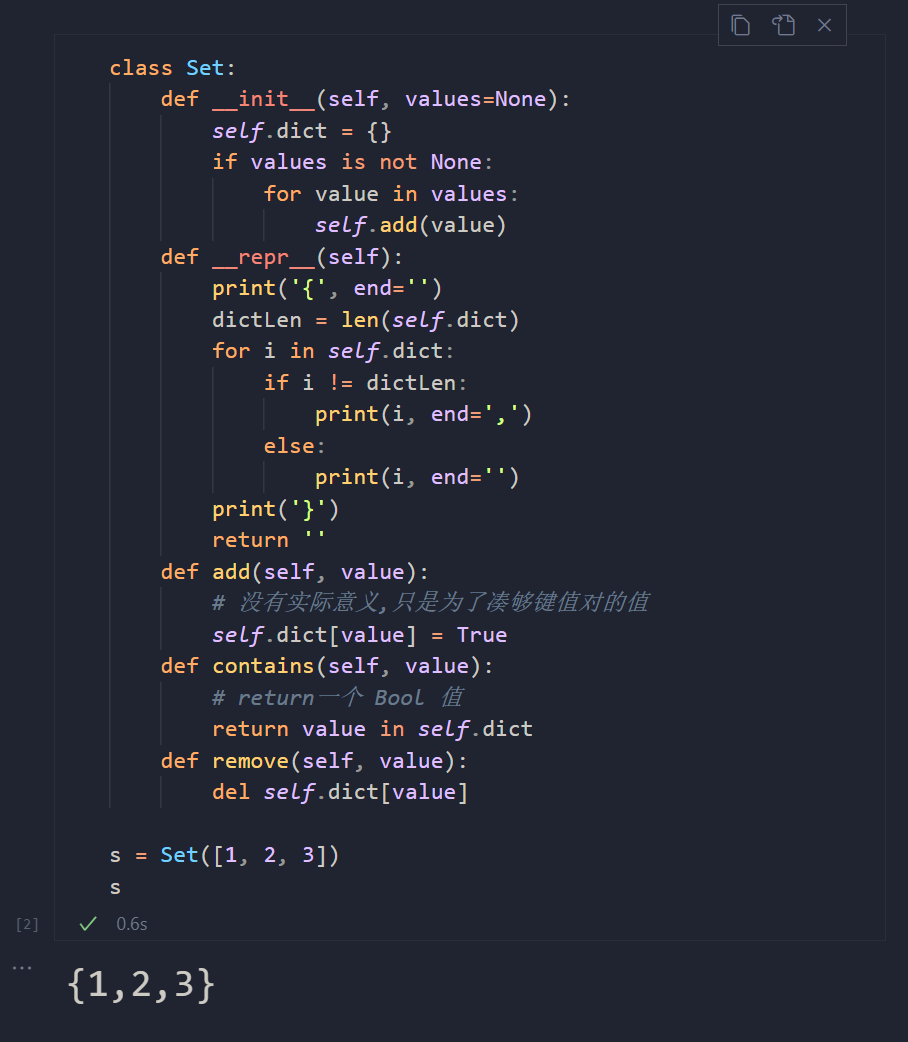 class Set:
    def __init__(self, values=None):
        self.dict = {}
        if values is not None:
            for value in values:
                self.add(value)
    def __repr__(self):
        print('{', end='')
        dictLen = len(self.dict)
        for i in self.dict:
            if i != dictLen:
                print(i, end=',')
            else:
                print(i, end='')
        print('}')
        return ''
    def add(self, value):
        # 没有实际意义,只是为了凑够键值对的值
        self.dict[value] = True
    def contains(self, value):
        # return一个 Bool 值
        return value in self.dict
    def remove(self, value):
        del self.dict[value]
s = Set([1, 2, 3])
s
[2] 0.6s
{1,2,3}